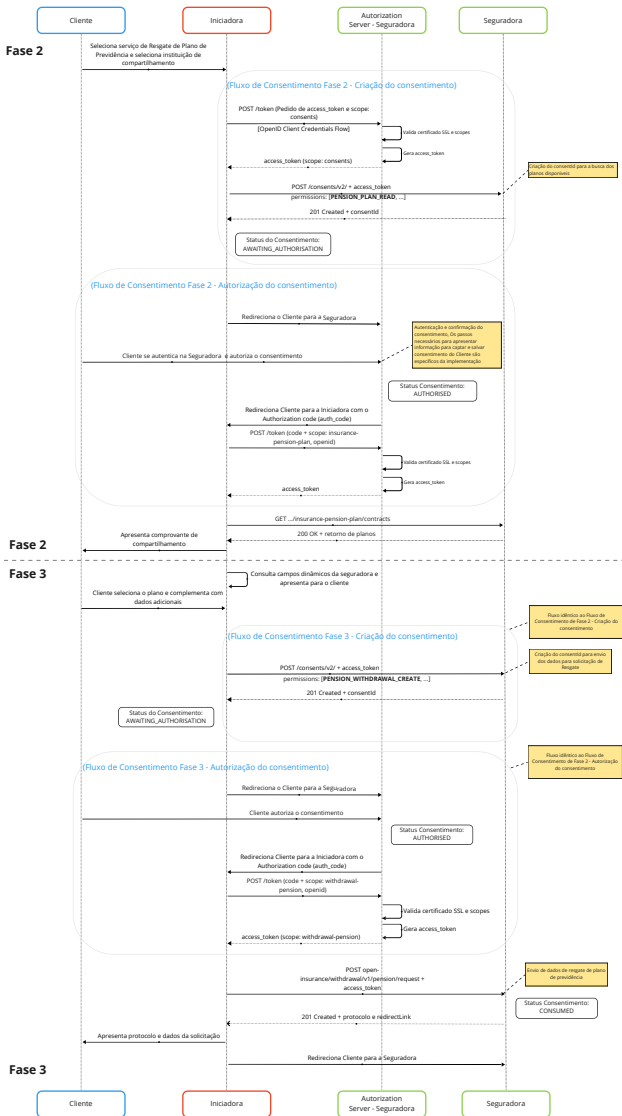 Cliente
Iniciadora
Autorization
Server - Seguradora
Seguradora
Fase 2
Seleciona serviço de Resgate de Plano de
Previdência e seleciona instituição de
compartilhamento
(Fluxo de Consentimento Fase 2 - Criação do consentimento)
POST /token (Pedido de access_token e scope:
consents)
[OpenID Client Credentials Flow]
Valida certificado SSL e scopes
Gera access_token
access_token (scope: consents)
Criação do consentId para a busca dos
planos disponíveis
POST /consents/v2/ + access_token
permissions: [PENSION_PLAN_READ, ...]
201 Created + consentId
Status do Consentimento:
AWAITING_AUTHORISATION
(Fluxo de Consentimento Fase 2 - Autorização do consentimento)
Redireciona o Cliente para a Seguradora
Autenticação e confirmação do
consentimento, Os passos
necessários para apresentar
informação para captar e salvar
consentimento do Cliente são
específicos da implementação
Cliente se autentica na Seguradora e autoriza o consentimento
Status Consentimento:
AUTHORISED
Redireciona Cliente para a Iniciadora com o
Authorization code (auth_code)
POST /token (code + scope: insurance-
pension-plan, openid)
Valida certificado SSL e scopes
Gera access_token
access_token
GET .../insurance-pension-plan/contracts
200 OK + retorno de planos
Apresenta comprovante de
compartilhamento
Fase 2
Fase 3
Consulta campos dinâmicos da seguradora e
apresenta para o cliente
Cliente seleciona o plano e complementa com
dados adicionais
Fluxo idêntico ao Fluxo de
Consentimento de Fase 2 - Criação do
consentimento
(Fluxo de Consentimento Fase 3 - Criação do consentimento)
Criação do consentId para envio
dos dados para solicitação de
Resgate
POST /consents/v2/ + access_token
permissions: [PENSION_WITHDRAWAL_CREATE, ...]
201 Created + consentId
Status do Consentimento:
AWAITING_AUTHORISATION
Fluxo idêntico ao Fluxo de
Consentimento de Fase 2 - Autorização
do consentimento
(Fluxo de Consentimento Fase 3 - Autorização do consentimento)
Redireciona o Cliente para a Seguradora
Cliente autoriza o consentimento
Status Consentimento:
AUTHORISED
Redireciona Cliente para a Iniciadora com o
Authorization code (auth_code)
POST /token (code + scope: withdrawal-
pension, openid)
Valida certificado SSL e scopes
Gera access_token
access_token (scope: withdrawal-pension)
POST open-
insurance/withdrawal/v1/pension/request +
access_token
Envio de dados de resgate de plano
de previdência
Status Consentimento:
CONSUMED
201 Created + protocolo e redirectLink
Apresenta protocolo e dados da solicitação
Redireciona Cliente para a Seguradora
Fase 3
Cliente
Iniciadora
Autorization
Server - Seguradora
Seguradora